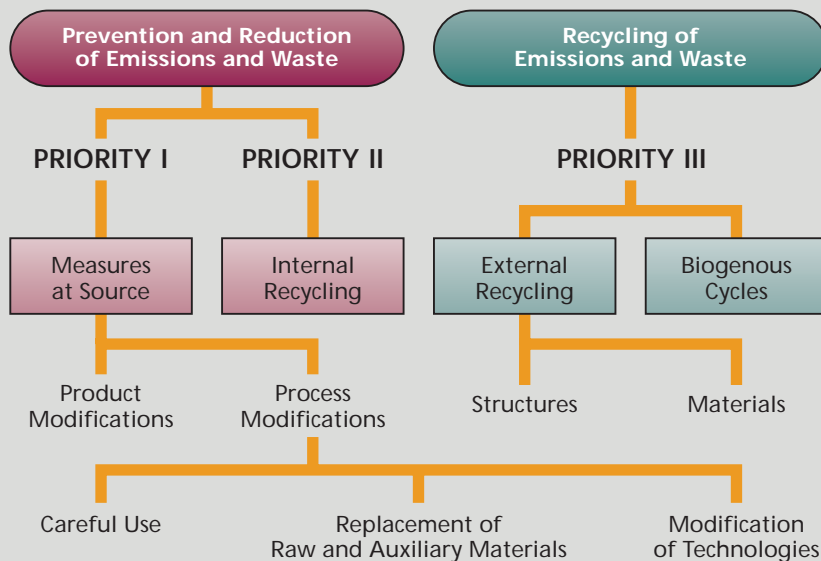 Prevention and Reduction
of Emissions and Waste
Recycling of
Emissions and Waste
PRIORITY I
PRIORITY II
PRIORITY III
Measures
at Source
Internal
Recycling
External
Recycling
Biogenous
Cycles
Product
Modifications
Process
Modifications
Structures
Materials
Careful Use
Replacement of
Raw and Auxiliary Materials
Modification
of Technologies